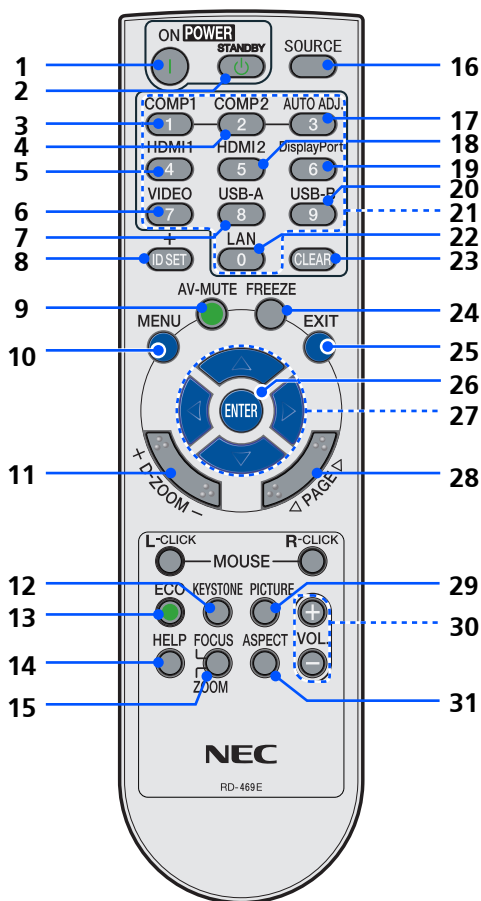 ON POWER
STANDBY
SOURCE
1
2
16
COMP1 COMP2 AUTO ADJ.
1 2 3
3
4
17
18
HDMI1 HDMI2 DisplayPort
4 5 6
5
19
VIDEO USB-A USB-B
7 8 9
6
20
21
7
+
LAN
22
ID SET 0 CLEAR
8
23
AV-MUTE FREEZE
9
24
MENU EXIT
10
25
26
ENTER
27
+ D-ZOOM −
◁ PAGE ▷
11
28
L-CLICK MOUSE R-CLICK
12
29
ECO KEYSTONE PICTURE
+
13
30
HELP FOCUS ASPECT VOL.
−
14
ZOOM
15
31
NEC
RD-469E